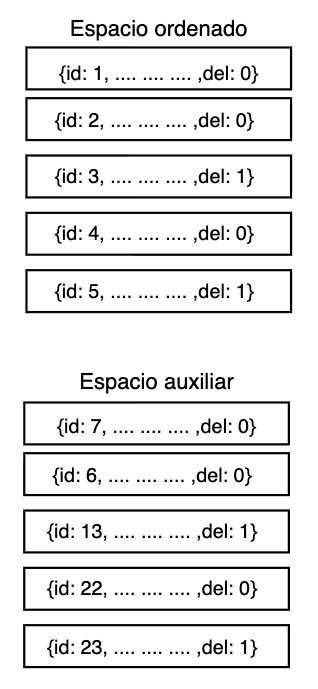 Espacio ordenado
{id: 1, .... .... .... ,del: 0}
{id: 2, .... .... .... ,del: 0}
{id: 3, .... .... .... ,del: 1}
{id: 4, .... .... .... ,del: 0}
{id: 5, .... .... .... ,del: 1}
Espacio auxiliar
{id: 7, .... .... .... ,del: 0}
{id: 6, .... .... .... ,del: 0}
{id: 13, .... .... .... ,del: 1}
{id: 22, .... .... .... ,del: 0}
{id: 23, .... .... .... ,del: 1}